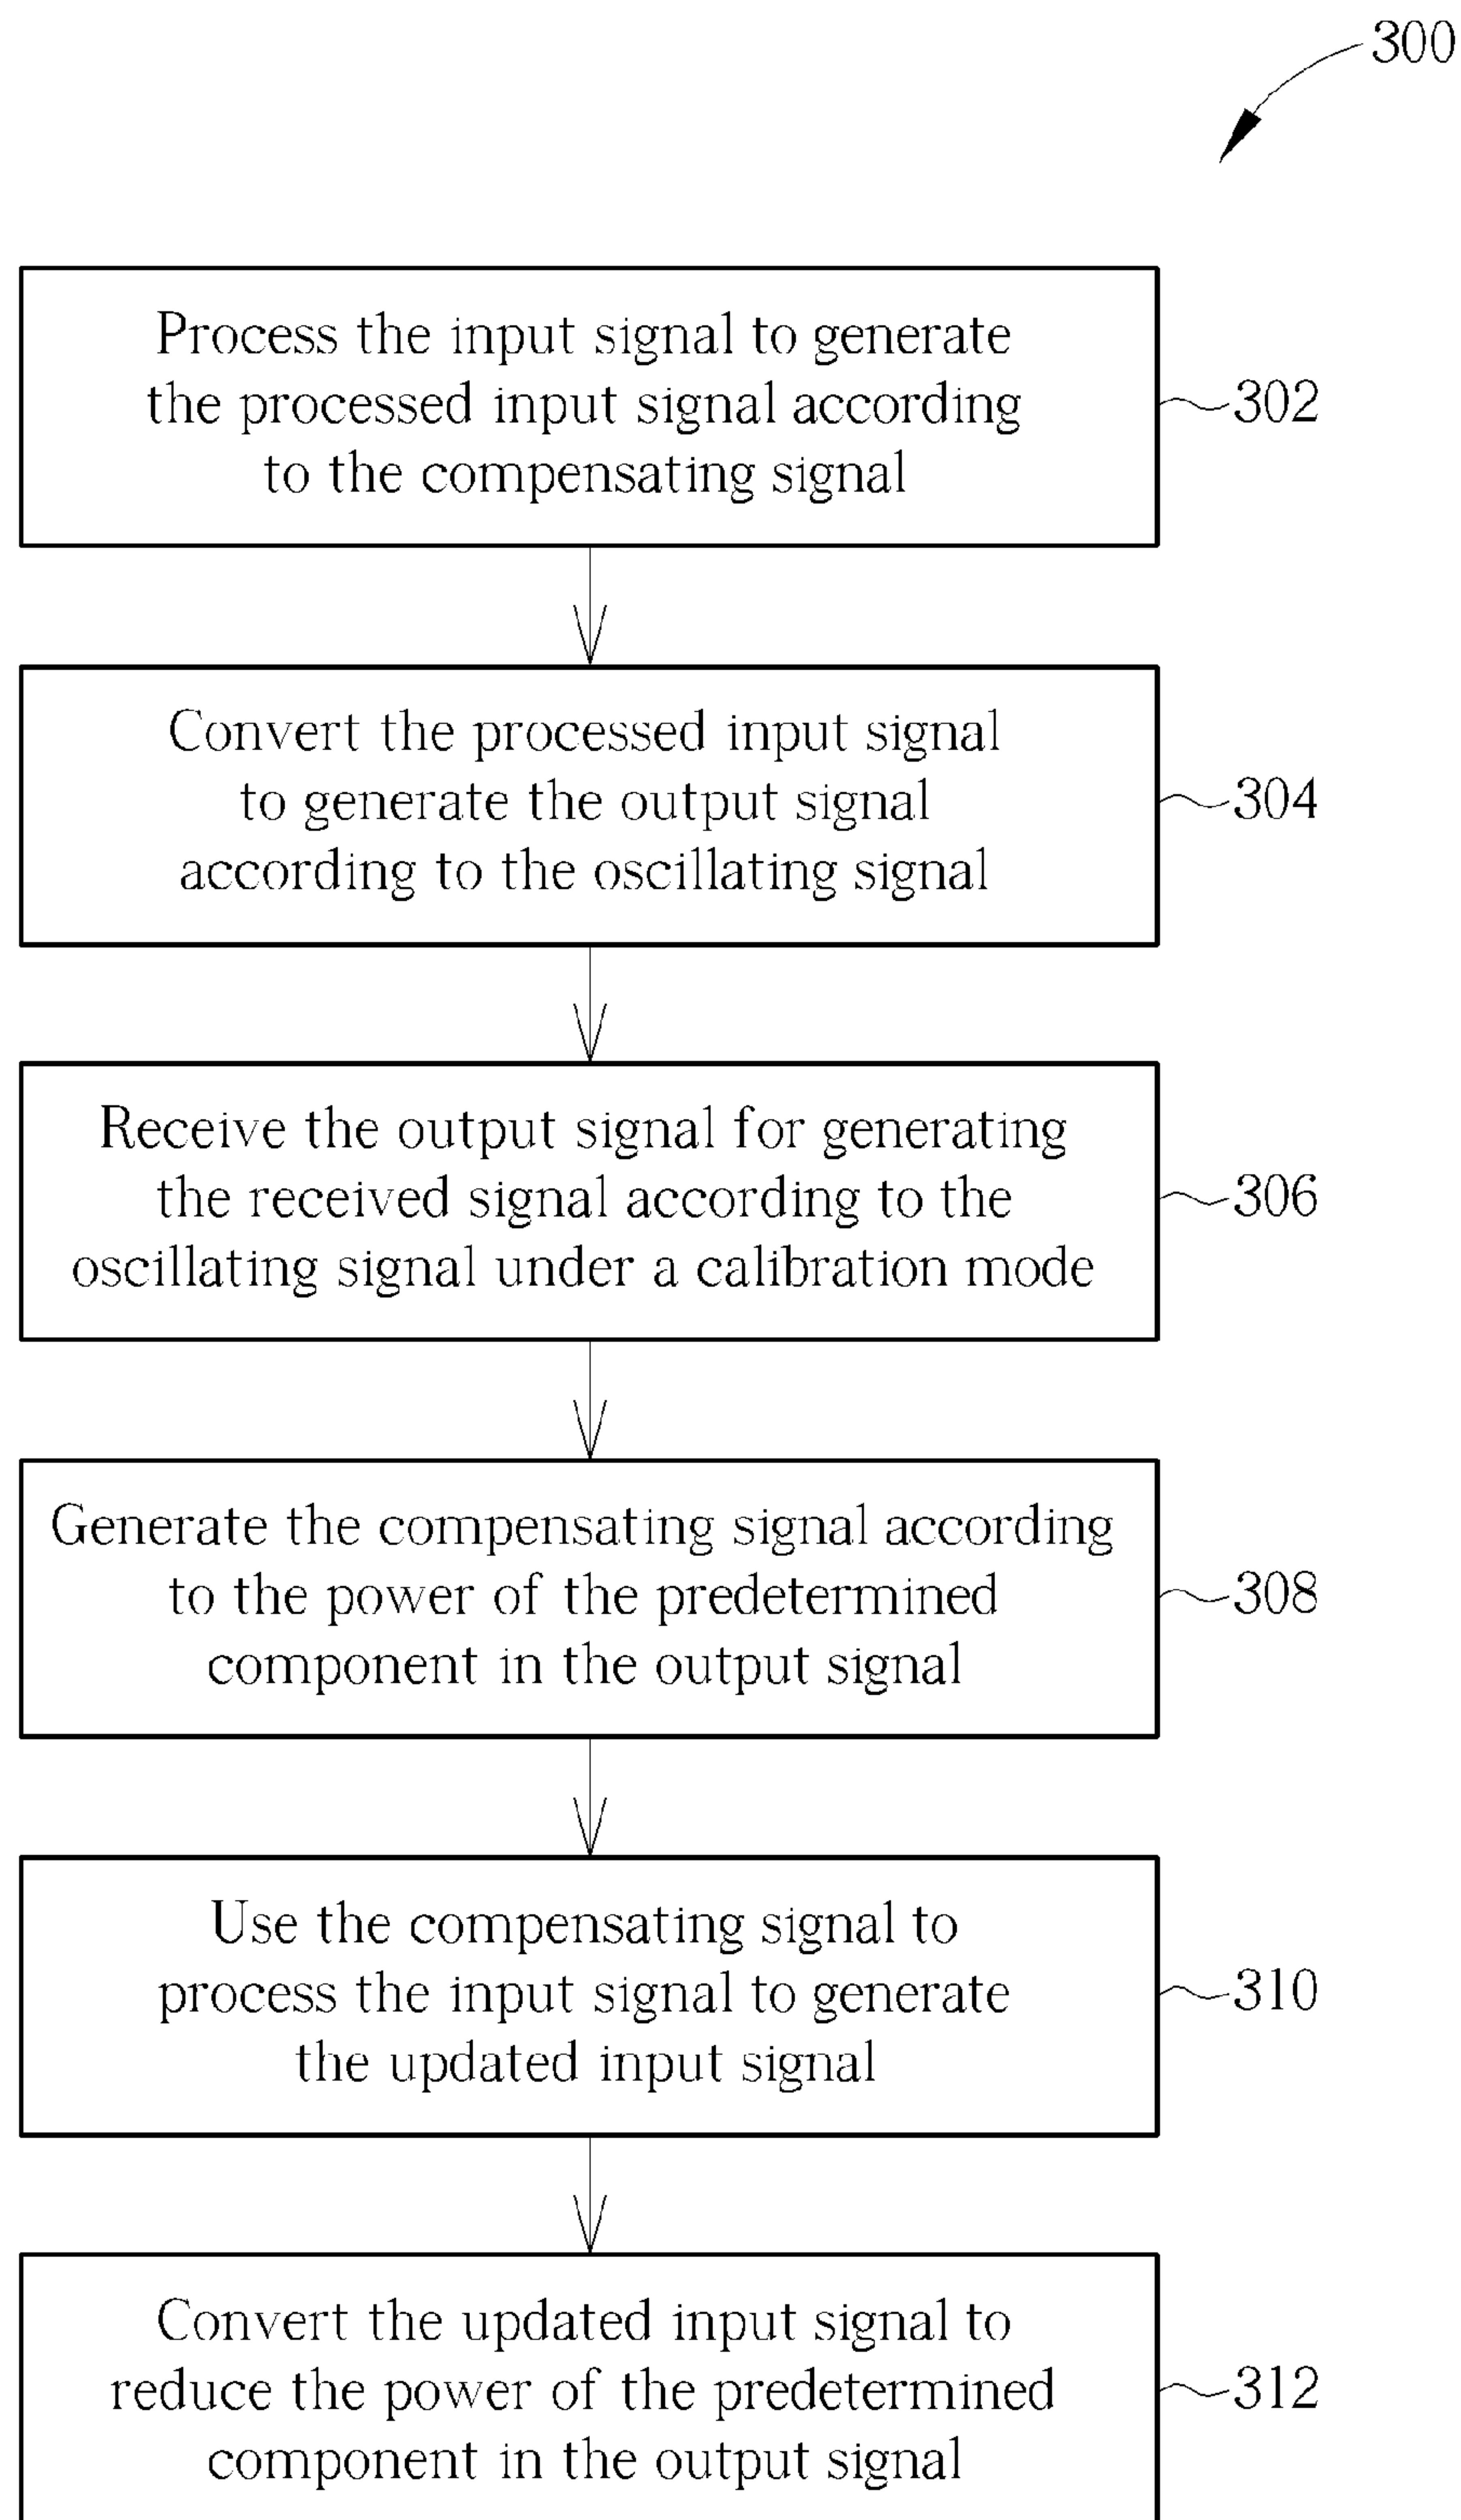 300
Process the input signal to generate
the processed input signal according
to the compensating signal
302
Convert the processed input signal
to generate the output signal
according to the oscillating signal
304
Receive the output signal for generating
the received signal according to the
oscillating signal under a calibration mode
306
Generate the compensating signal according
to the power of the predetermined
component in the output signal
308
Use the compensating signal to
process the input signal to generate
the updated input signal
310
Convert the updated input signal to
reduce the power of the predetermined
component in the output signal
312